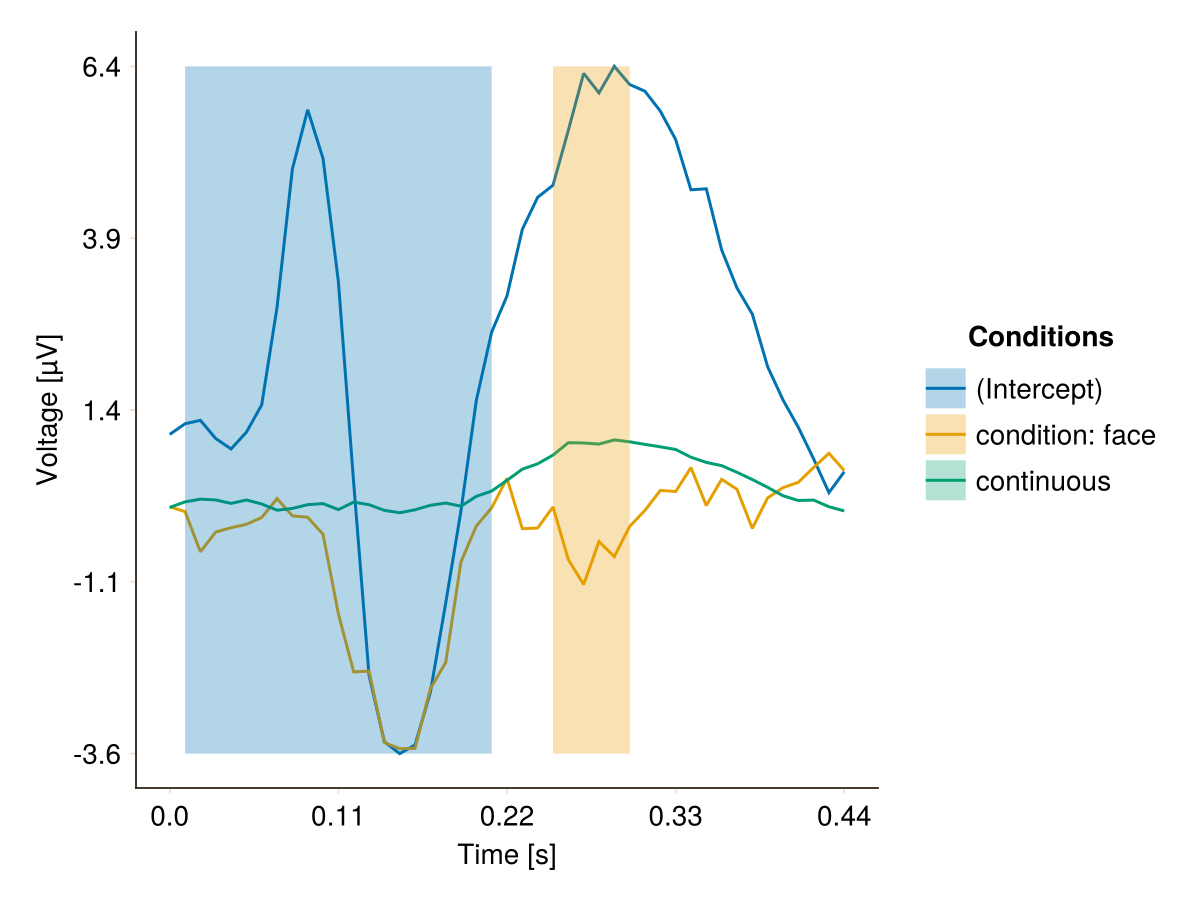 6.4
3.9
1.4
-1.1
-3.6
Voltage [µV]
0.0
0.11
0.22
0.33
0.44
Time [s]
Conditions
(Intercept)
condition: face
continuous